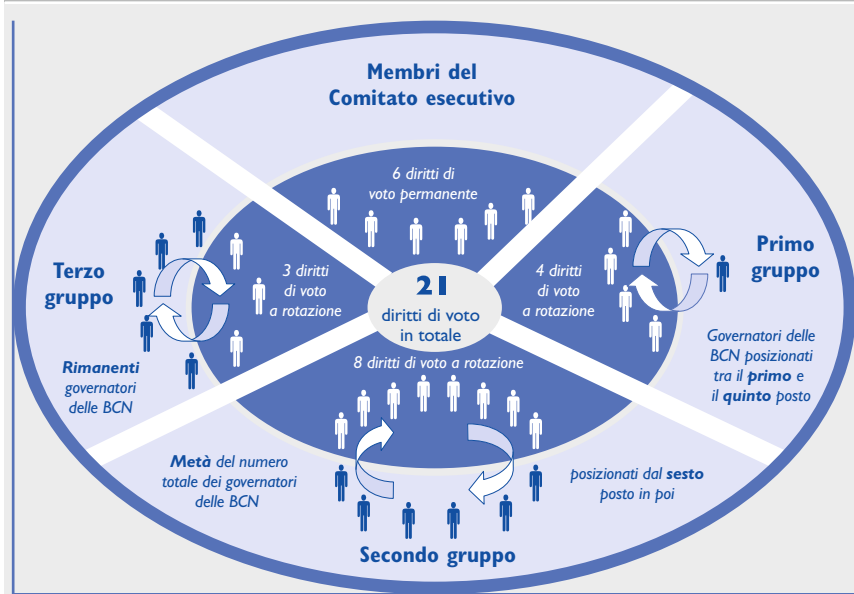 Membri del
Comitato esecutivo
6 diritti di
voto permanente
Terzo
gruppo
3 diritti
di voto
a rotazione
21
diritti di voto
in totale
4 diritti
di voto
a rotazione
Primo
gruppo
Rimanenti
governatori
delle BCN
8 diritti di voto a rotazione
Governatori delle
BCN posizionati
tra il primo e
il quinto posto
Metà del numero
totale dei governatori
delle BCN
posizionati dal sesto
posto in poi
Secondo gruppo